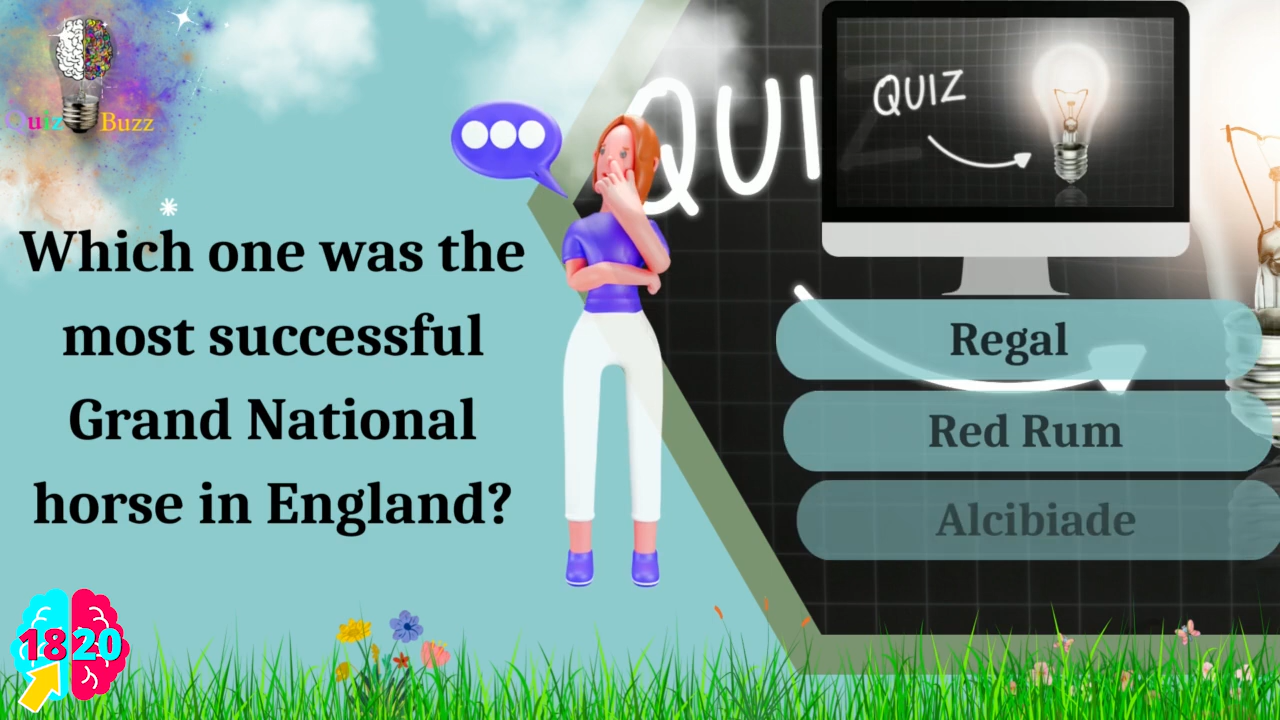 Quiz Buzz
QUIZ
QUIZ
Which one was the
most successful
Grand National
horse in England?
Regal
Red Rum
Alcibiade
1820